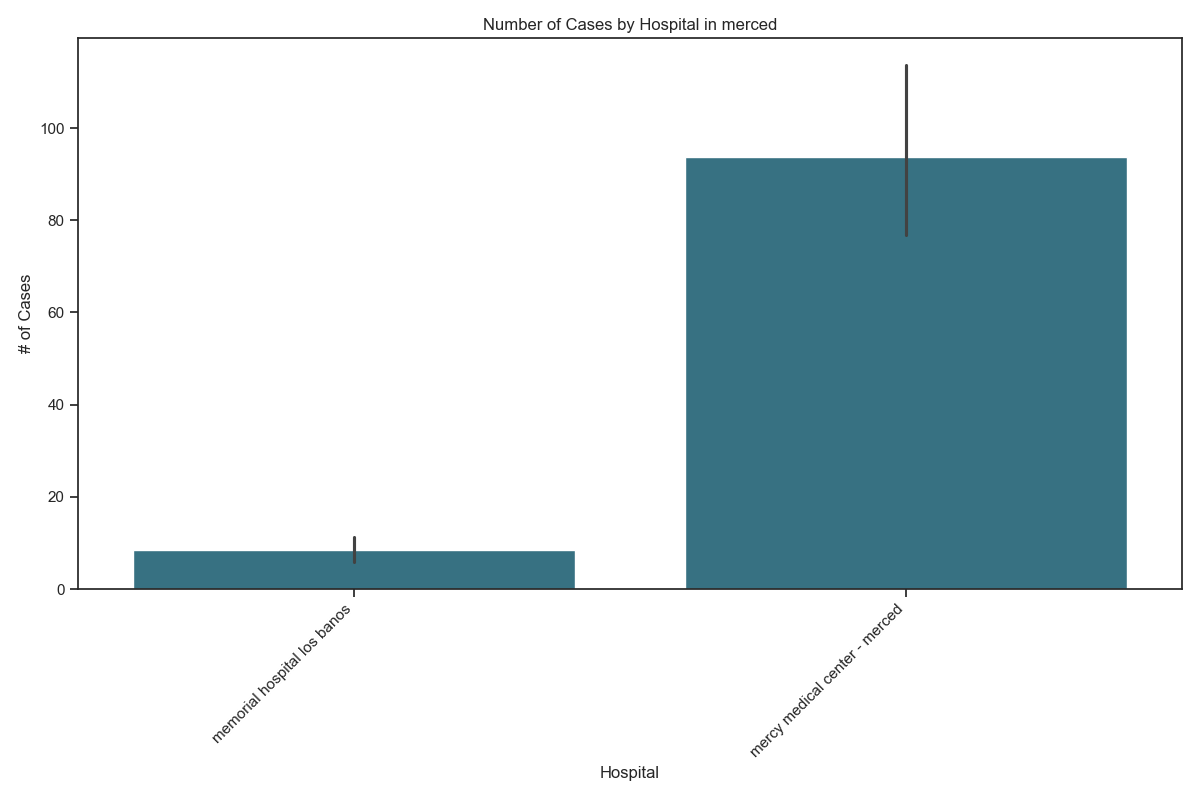 Number of Cases by Hospital in merced
# of Cases
100
80
60
40
20
0
memorial hospital los banos
mercy medical center - merced
Hospital